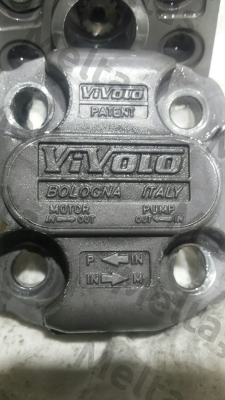 ViVOLO
PATENT
ViVOLO
BOLOGNA ITALY
MOTOR PUMP
IN→OUT OUT←IN
P ← IN
IN → M